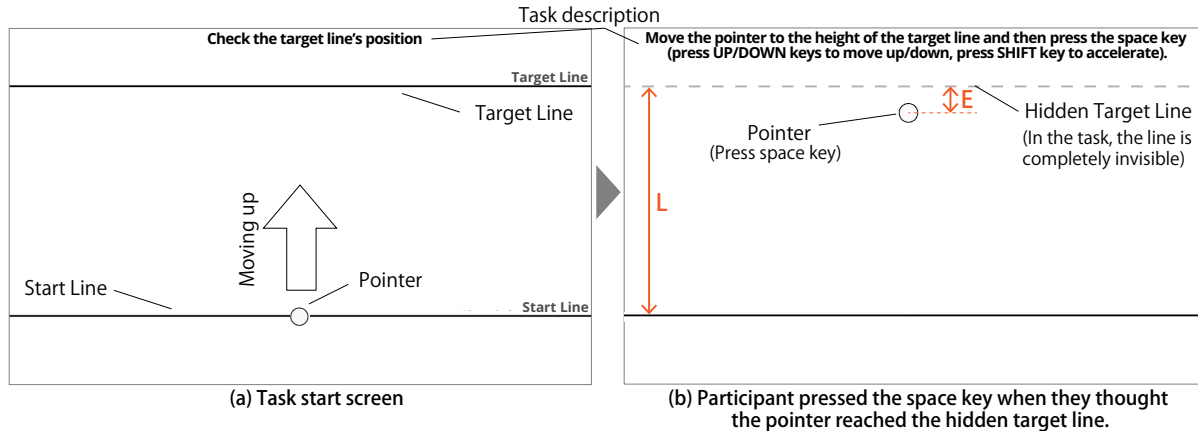 Task description
Check the target line's position
Target Line
Target Line
Moving up
Start Line
Pointer
Start Line
(a) Task start screen
Move the pointer to the height of the target line and then press the space key
(press UP/DOWN keys to move up/down, press SHIFT key to accelerate).
E
Pointer
(Press space key)
Hidden Target Line
(In the task, the line is
completely invisible)
L
(b) Participant pressed the space key when they thought
the pointer reached the hidden target line.